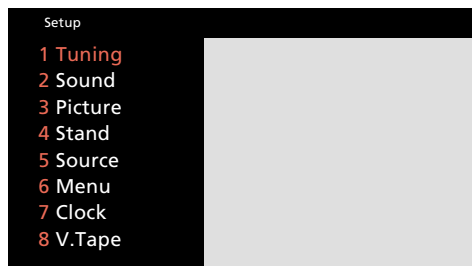 Setup
1 Tuning
2 Sound
3 Picture
4 Stand
5 Source
6 Menu
7 Clock
8 V.Tape